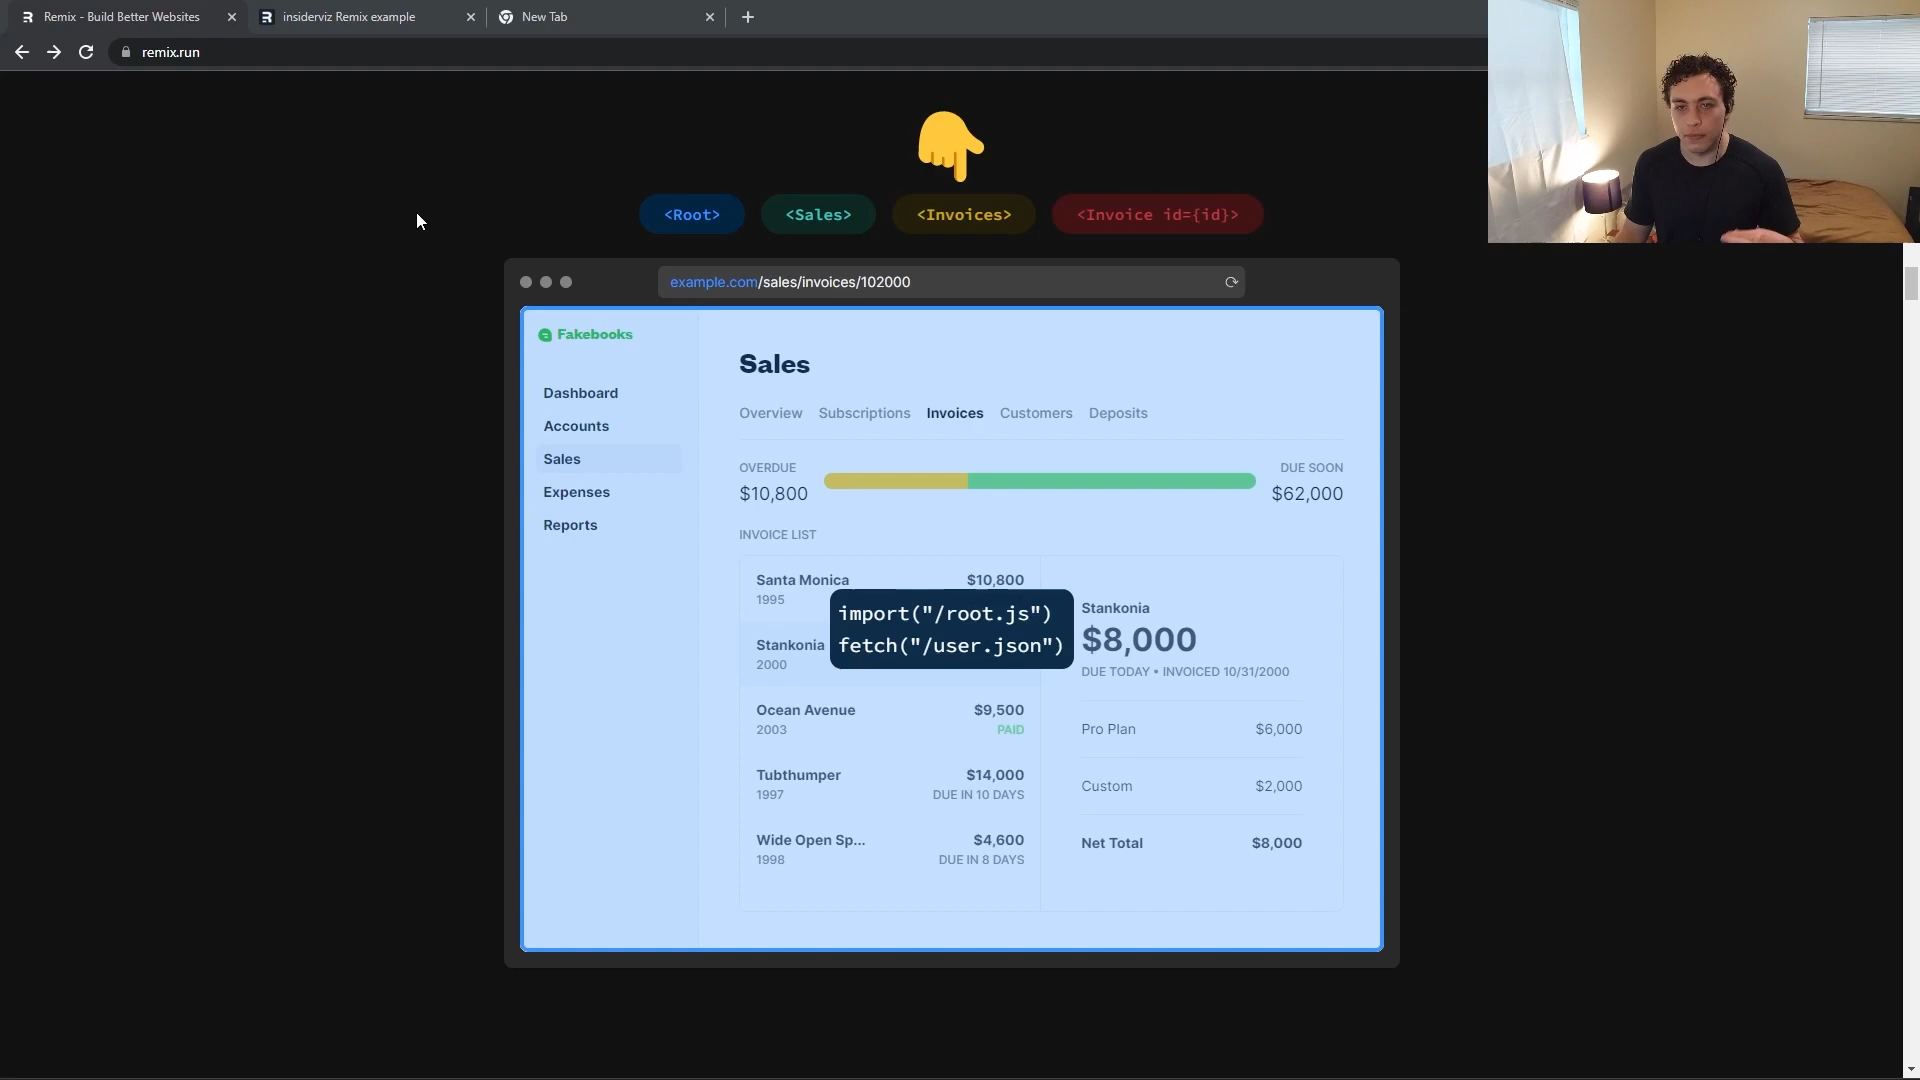 Remix - Build Better Websites
insiderviz Remix example
New Tab
remix.run
<Root>
<Sales>
<Invoices>
<Invoice id={id}>
example.com/sales/invoices/102000
Fakebooks
Dashboard
Accounts
Sales
Expenses
Reports
Sales
Overview Subscriptions Invoices Customers Deposits
OVERDUE
$10,800
DUE SOON
$62,000
INVOICE LIST
Santa Monica $10,800
1995
Stankonia
2000
Ocean Avenue $9,500
2003 PAID
Tubthumper $14,000
1997 DUE IN 10 DAYS
Wide Open Sp... $4,600
1998 DUE IN 8 DAYS
import("/root.js")
fetch("/user.json")
Stankonia
$8,000
DUE TODAY • INVOICED 10/31/2000
Pro Plan $6,000
Custom $2,000
Net Total $8,000